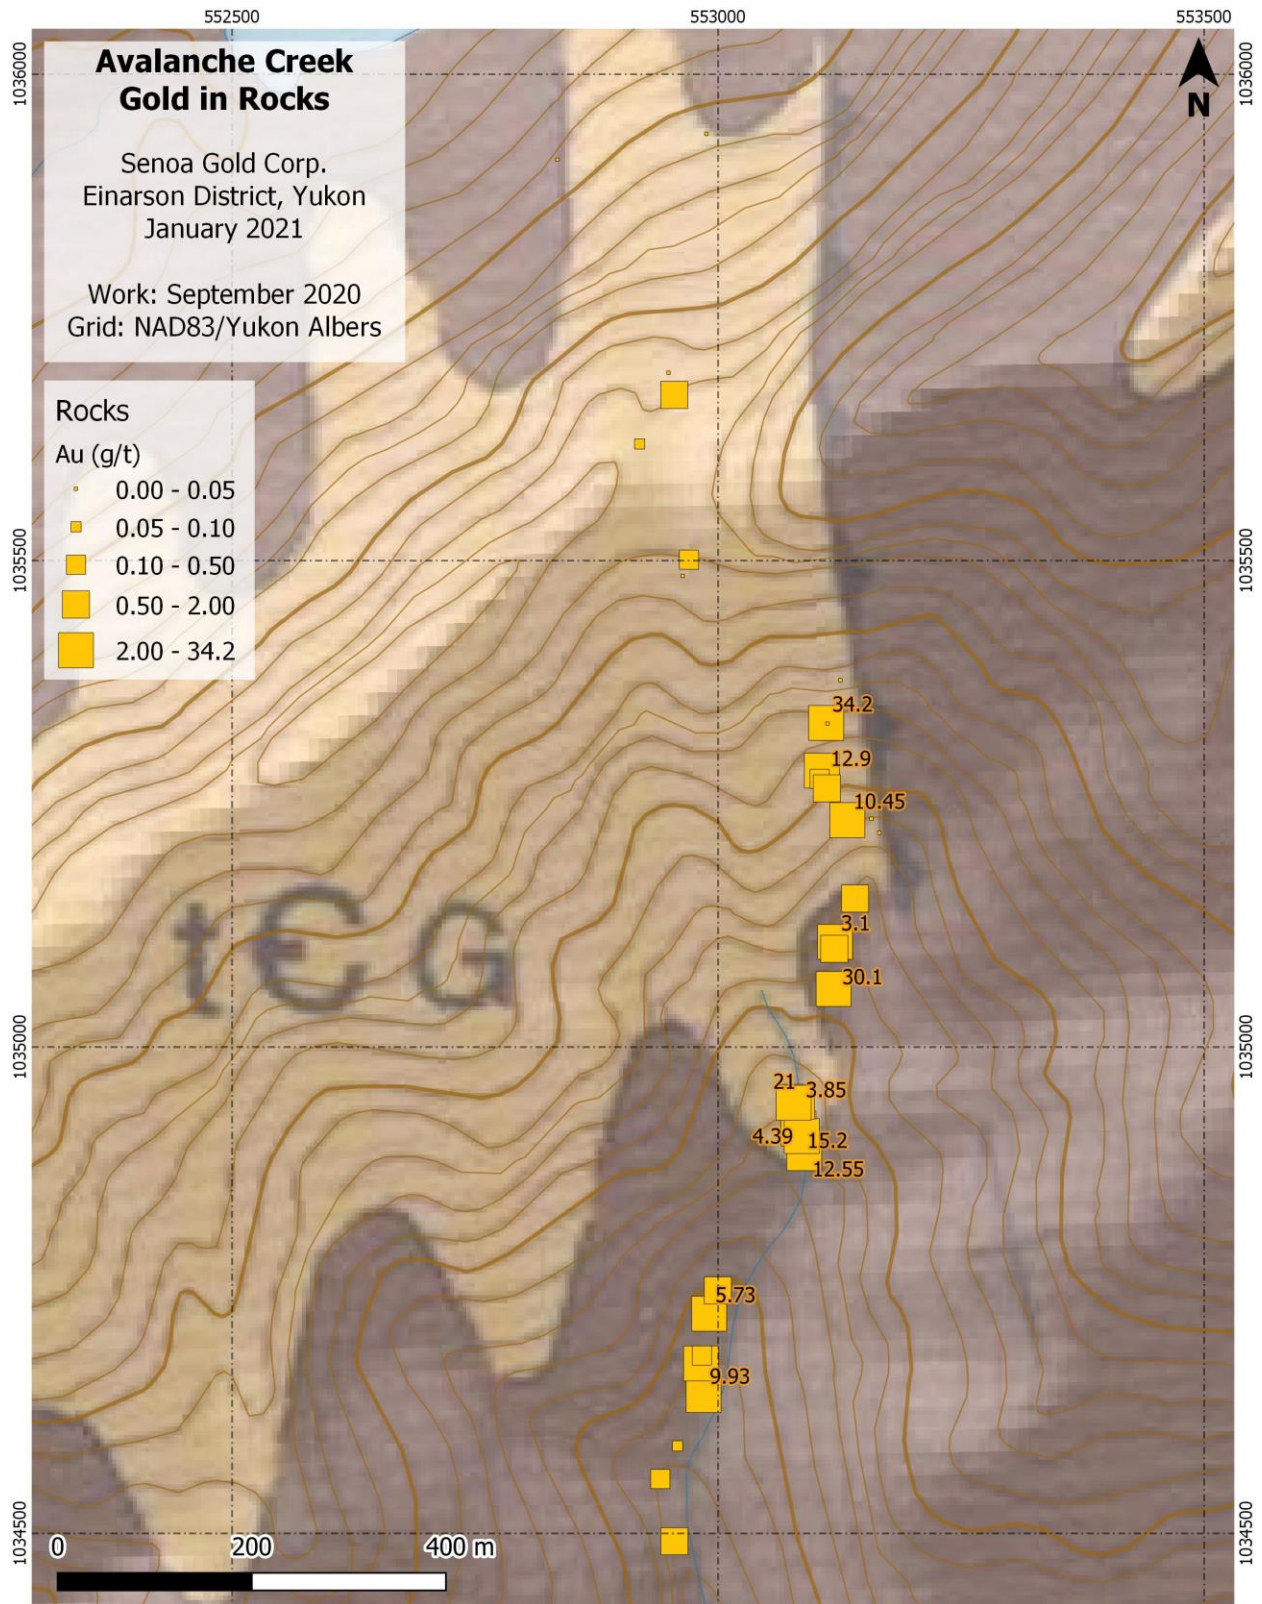 552500
553000
553500
Avalanche Creek
Gold in Rocks
Senoa Gold Corp.
Einarson District, Yukon
January 2021
Work: September 2020
Grid: NAD83/Yukon Albers
N
1036000
1036000
Rocks
Au (g/t)
0.00 - 0.05
0.05 - 0.10
0.10 - 0.50
0.50 - 2.00
2.00 - 34.2
1035500
1035500
34.2
12.9
10.45
tЄG
3.1
30.1
1035000
1035000
21
3.85
4.39
15.2
12.55
5.73
9.93
1034500
1034500
0 200 400 m